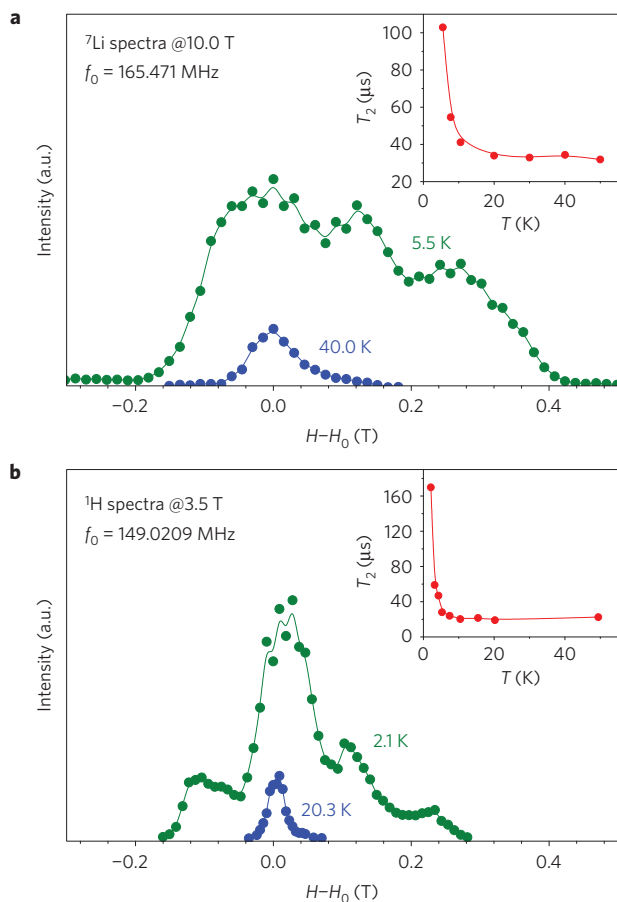 a
⁷Li spectra @10.0 T
f₀ = 165.471 MHz
100
80
60
40
20
T₂ (µs)
0
20
40
T (K)
5.5 K
40.0 K
Intensity (a.u.)
−0.2
0.0
0.2
0.4
H–H₀ (T)
b
¹H spectra @3.5 T
f₀ = 149.0209 MHz
160
120
80
40
0
T₂ (µs)
0
20
40
T (K)
2.1 K
20.3 K
Intensity (a.u.)
−0.2
0.0
0.2
0.4
H–H₀ (T)